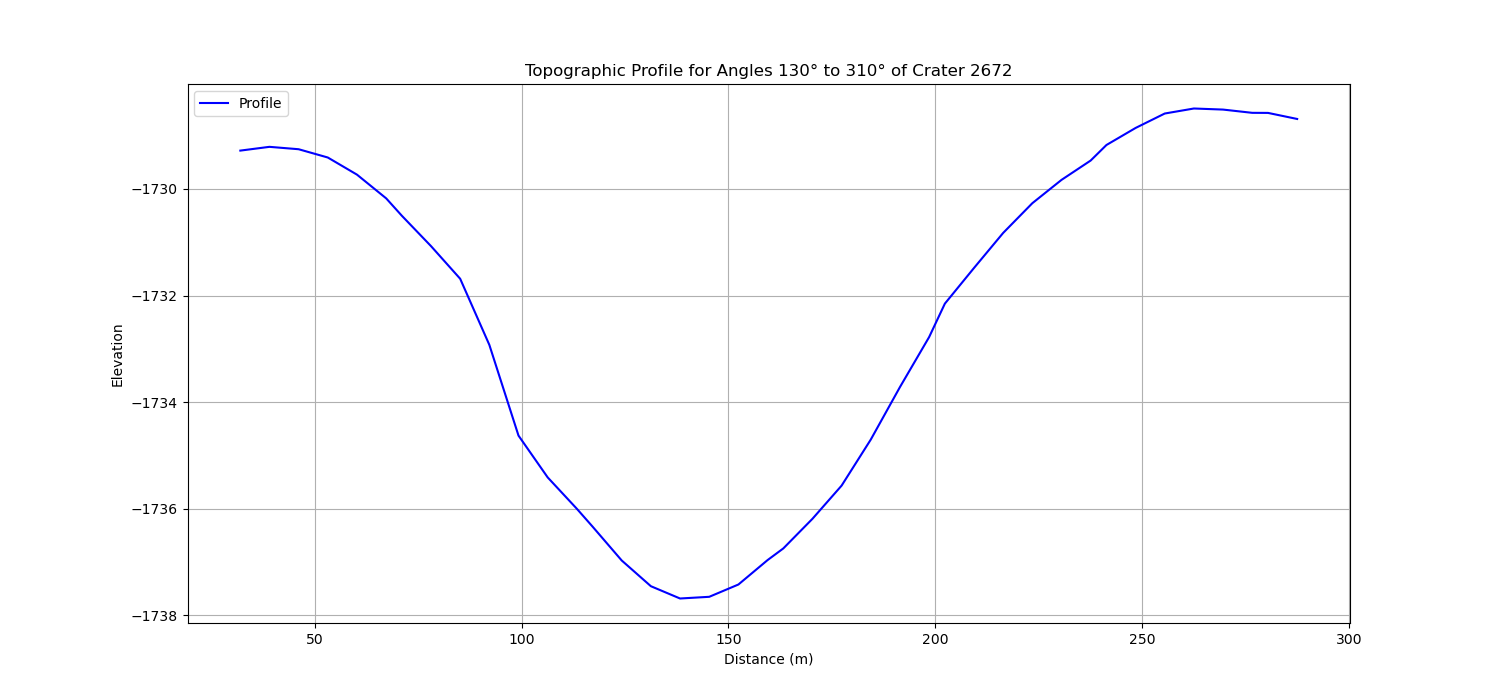 Topographic Profile for Angles 130° to 310° of Crater 2672
Profile
−1730
−1732
−1734
−1736
−1738
Elevation
50
100
150
200
250
300
Distance (m)